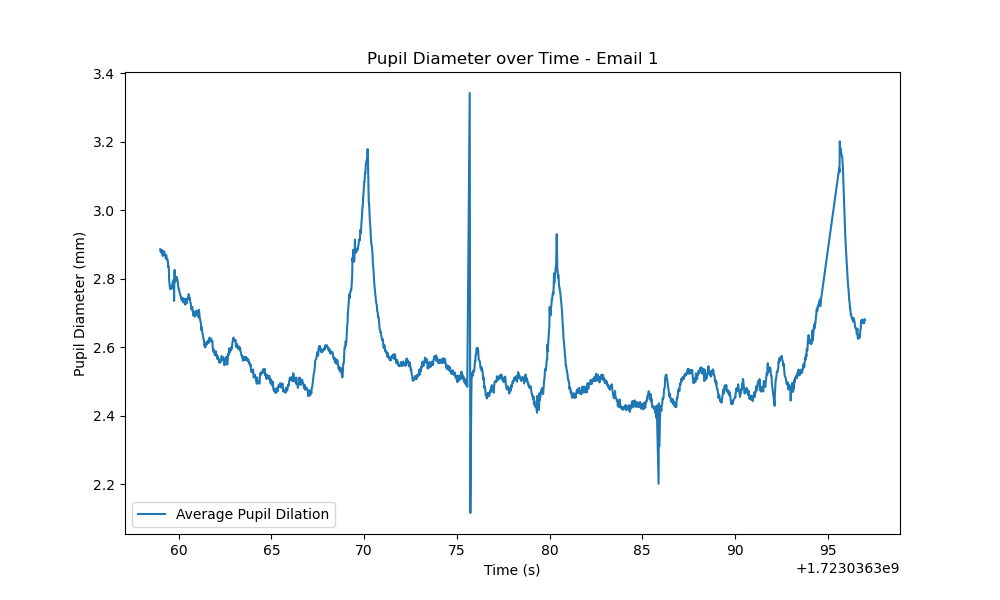 Pupil Diameter over Time - Email 1
Pupil Diameter (mm)
3.4
3.2
3.0
2.8
2.6
2.4
2.2
Average Pupil Dilation
60 65 70 75 80 85 90 95
Time (s)
+1.7230363e9